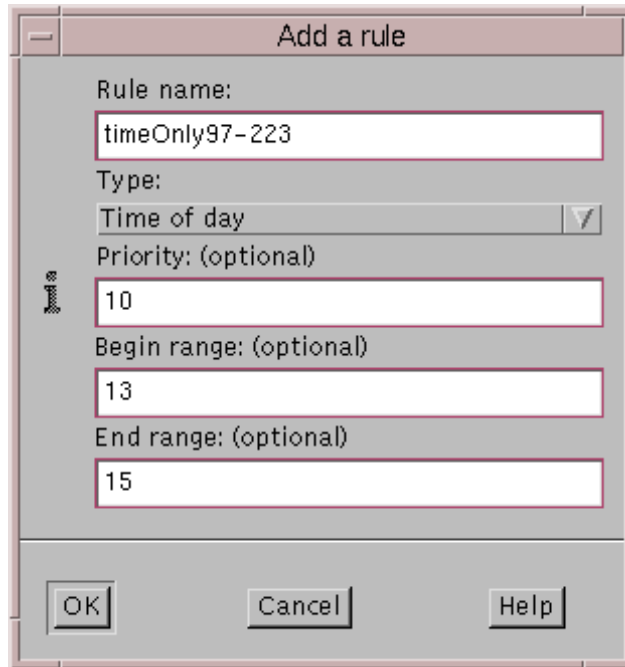 Add a rule
Rule name:
timeOnly97-223
Type:
Time of day
Priority: (optional)
10
Begin range: (optional)
13
End range: (optional)
15
OK Cancel Help